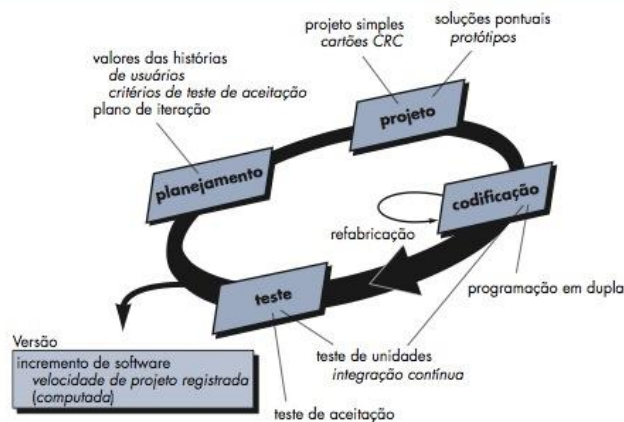 projeto simples
cartões CRC
soluções pontuais
protótipos
valores das histórias
de usuários
critérios de teste de aceitação
plano de iteração
projeto
planejamento
codificação
refabricação
programação em dupla
teste
teste de unidades
integração contínua
teste de aceitação
Versão
incremento de software
velocidade de projeto registrada
(computada)